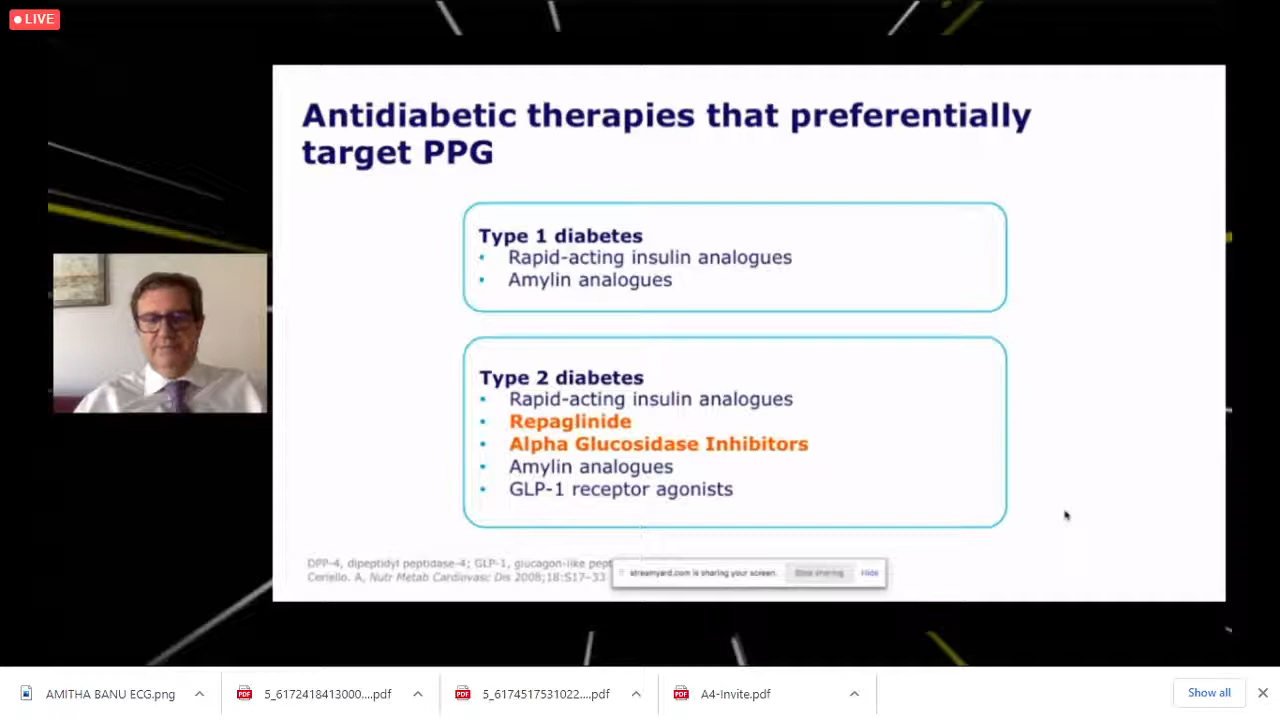 LIVE
Antidiabetic therapies that preferentially
target PPG
Type 1 diabetes
• Rapid-acting insulin analogues
• Amylin analogues
Type 2 diabetes
• Rapid-acting insulin analogues
• Repaglinide
• Alpha Glucosidase Inhibitors
• Amylin analogues
• GLP-1 receptor agonists
DPP-4, dipeptidyl peptidase-4; GLP-1, glucagon-like pept
Ceriello. A, Nutr Metab Cardiovasc Dis 2008;18:S17–33
streamyard.com is sharing your screen. Stop sharing Hide
AMITHA BANU ECG.png
5_6172418413000....pdf
5_6174517531022....pdf
A4-Invite.pdf
Show all